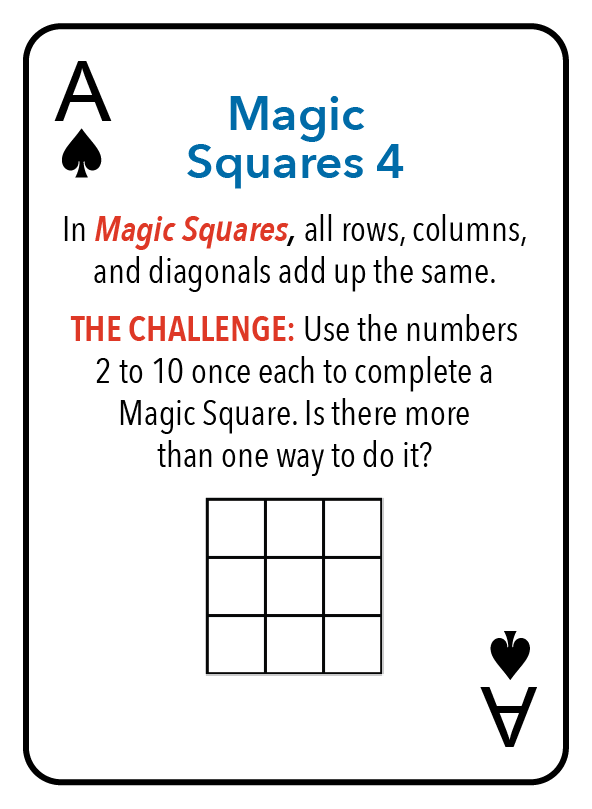 A
Magic
Squares 4
In Magic Squares, all rows, columns,
and diagonals add up the same.
THE CHALLENGE: Use the numbers
2 to 10 once each to complete a
Magic Square. Is there more
than one way to do it?
A